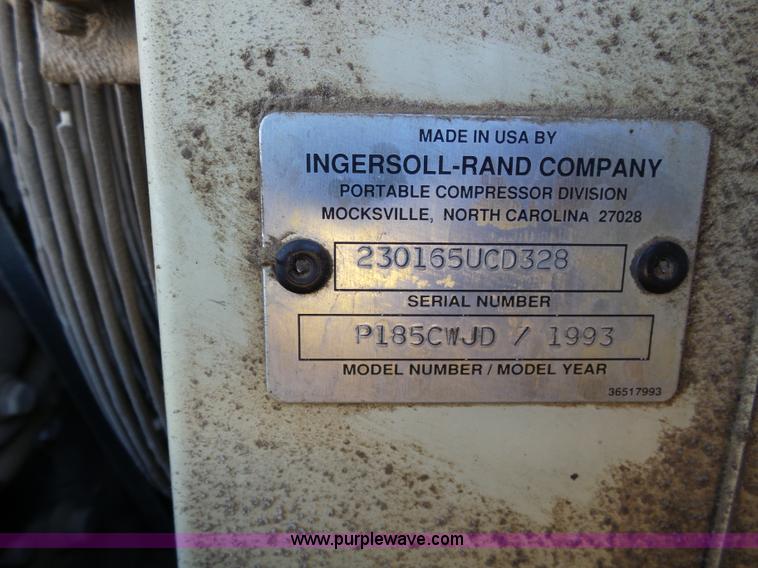 MADE IN USA BY
INGERSOLL-RAND COMPANY
PORTABLE COMPRESSOR DIVISION
MOCKSVILLE, NORTH CAROLINA 27028
230165UCD328
SERIAL NUMBER
P185CWJD / 1993
MODEL NUMBER / MODEL YEAR
36517993
www.purplewave.com